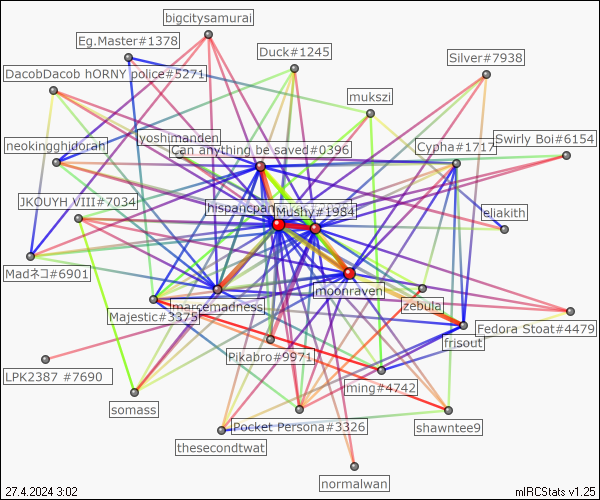 bigcitysamurai
Eg.Master#1378
Duck#1245
Silver#7938
DacobDacob hORNY police#5271
mukszi
yoshimanden
neokingghidorah
Can anything be saved#0396
Cypha#1717
Swirly Boi#6154
JKOUYH VIII#7034
hispancpan
Mushy#1984
eliakith
Madネコ#6901
moonraven
marcemadness
zebula
Majestic#3375
Fedora Stoat#4479
frisout
Pikabro#9971
LPK2387 #7690
ming#4742
somass
Pocket Persona#3326
shawntee9
thesecondtwat
normalwan
27.4.2024 3:02
mIRCStats v1.25